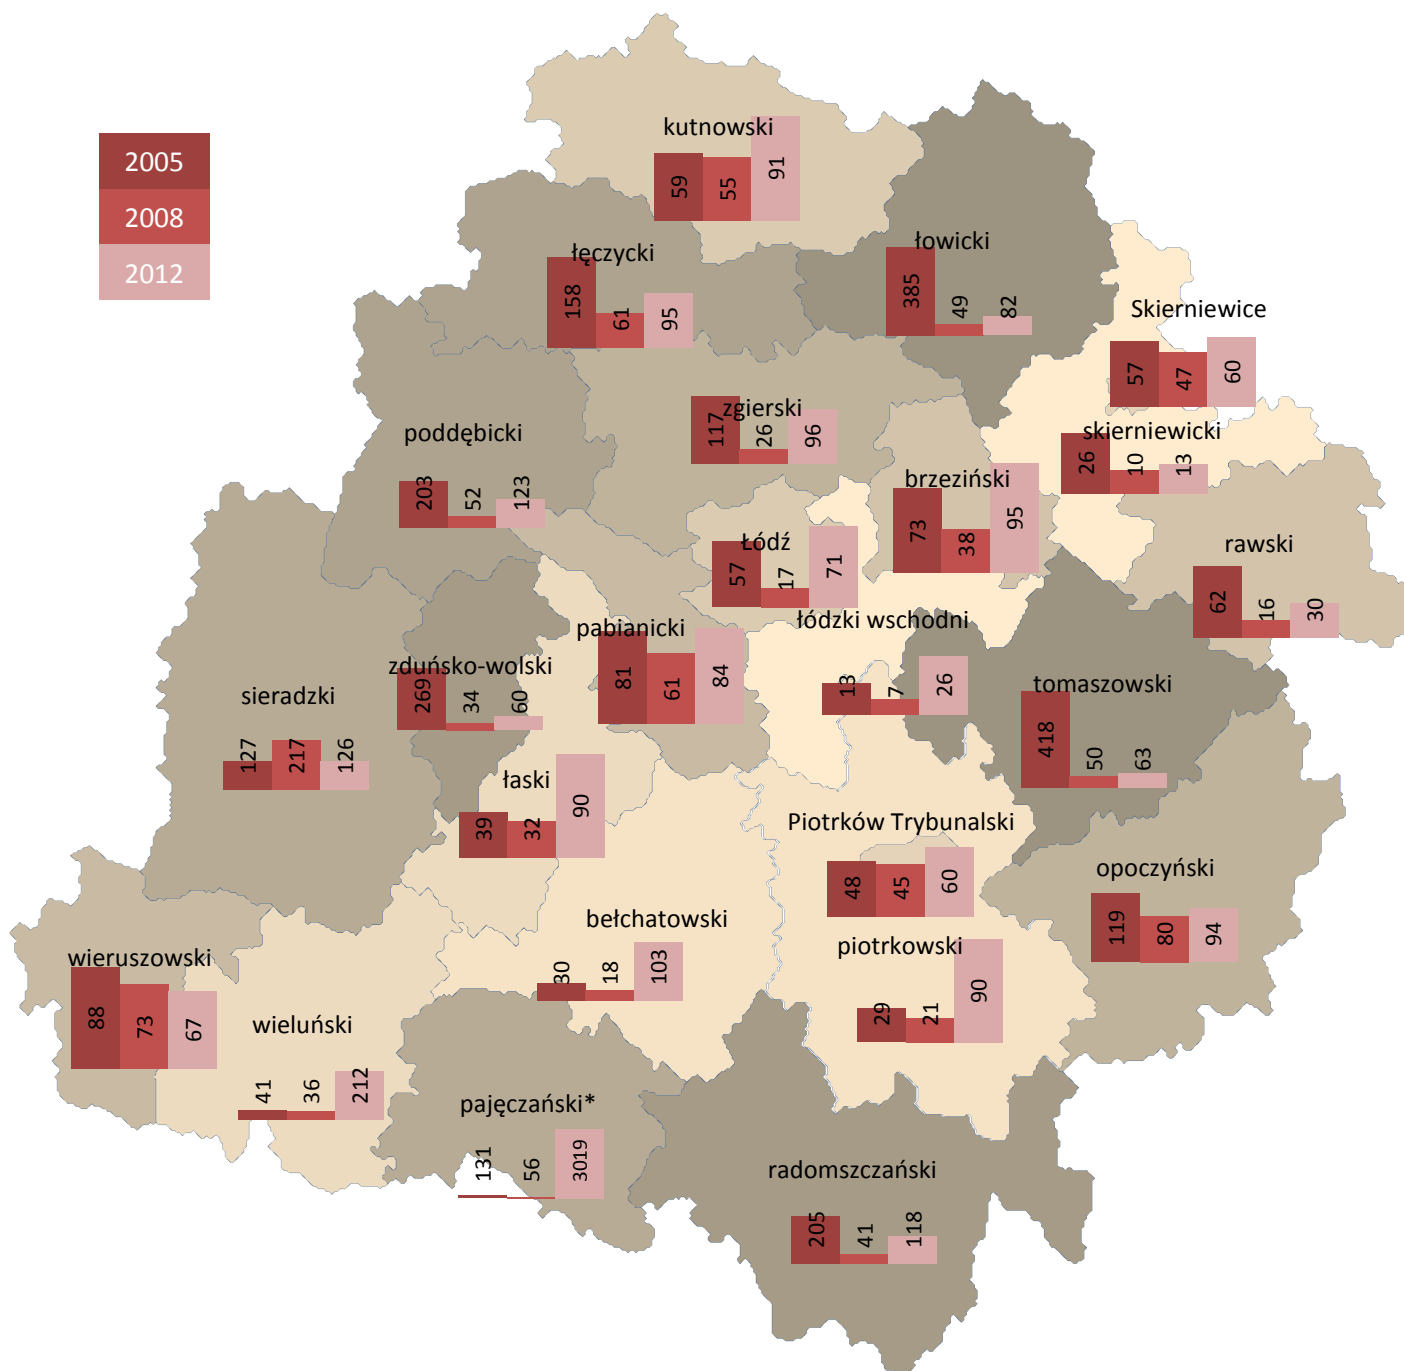 2005
2008
2012
kutnowski
59 55 91
łęczycki
158 61 95
łowicki
385 49 82
Skierniewice
57 47 60
zgierski
117 26 96
poddębicki
203 52 123
skierniewicki
26 10 13
brzeziński
73 38 95
rawski
62 16 30
Łódź
57 17 71
łódzki wschodni
13 7 26
pabianicki
81 61 84
zduńsko-wolski
269 34 60
sieradzki
127 217 126
tomaszowski
418 50 63
łaski
39 32 90
Piotrków Trybunalski
48 45 60
opoczyński
119 80 94
bełchatowski
30 18 103
piotrkowski
29 21 90
wieruszowski
88 73 67
wieluński
41 36 212
pajęczański*
131 56 3019
radomszczański
205 41 118